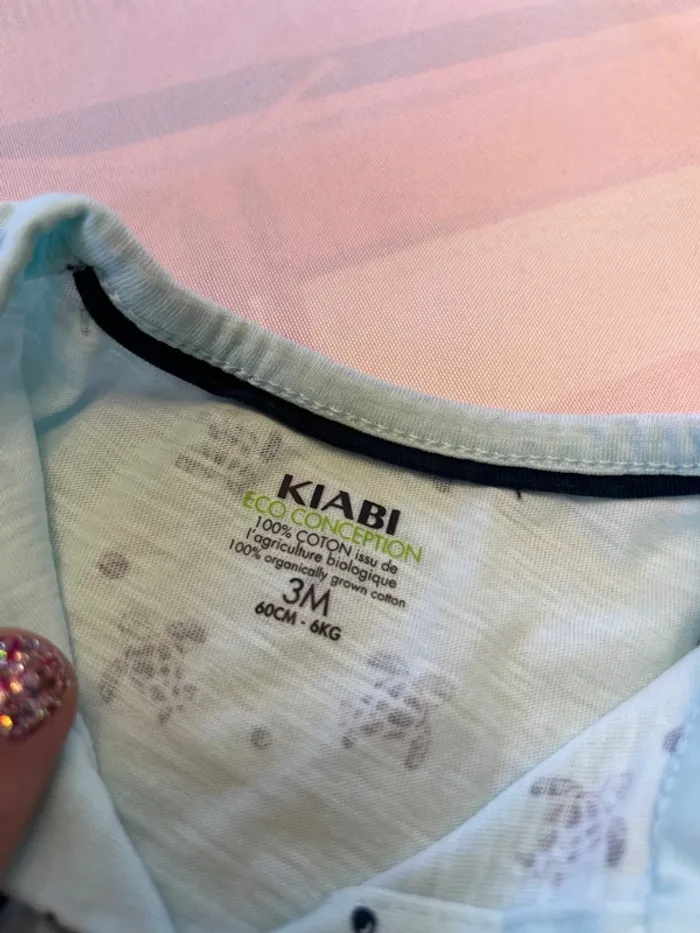 KIABI
ECO CONCEPTION
100% COTON issu de
l'agriculture biologique
100% organically grown cotton
3M
60CM - 6KG